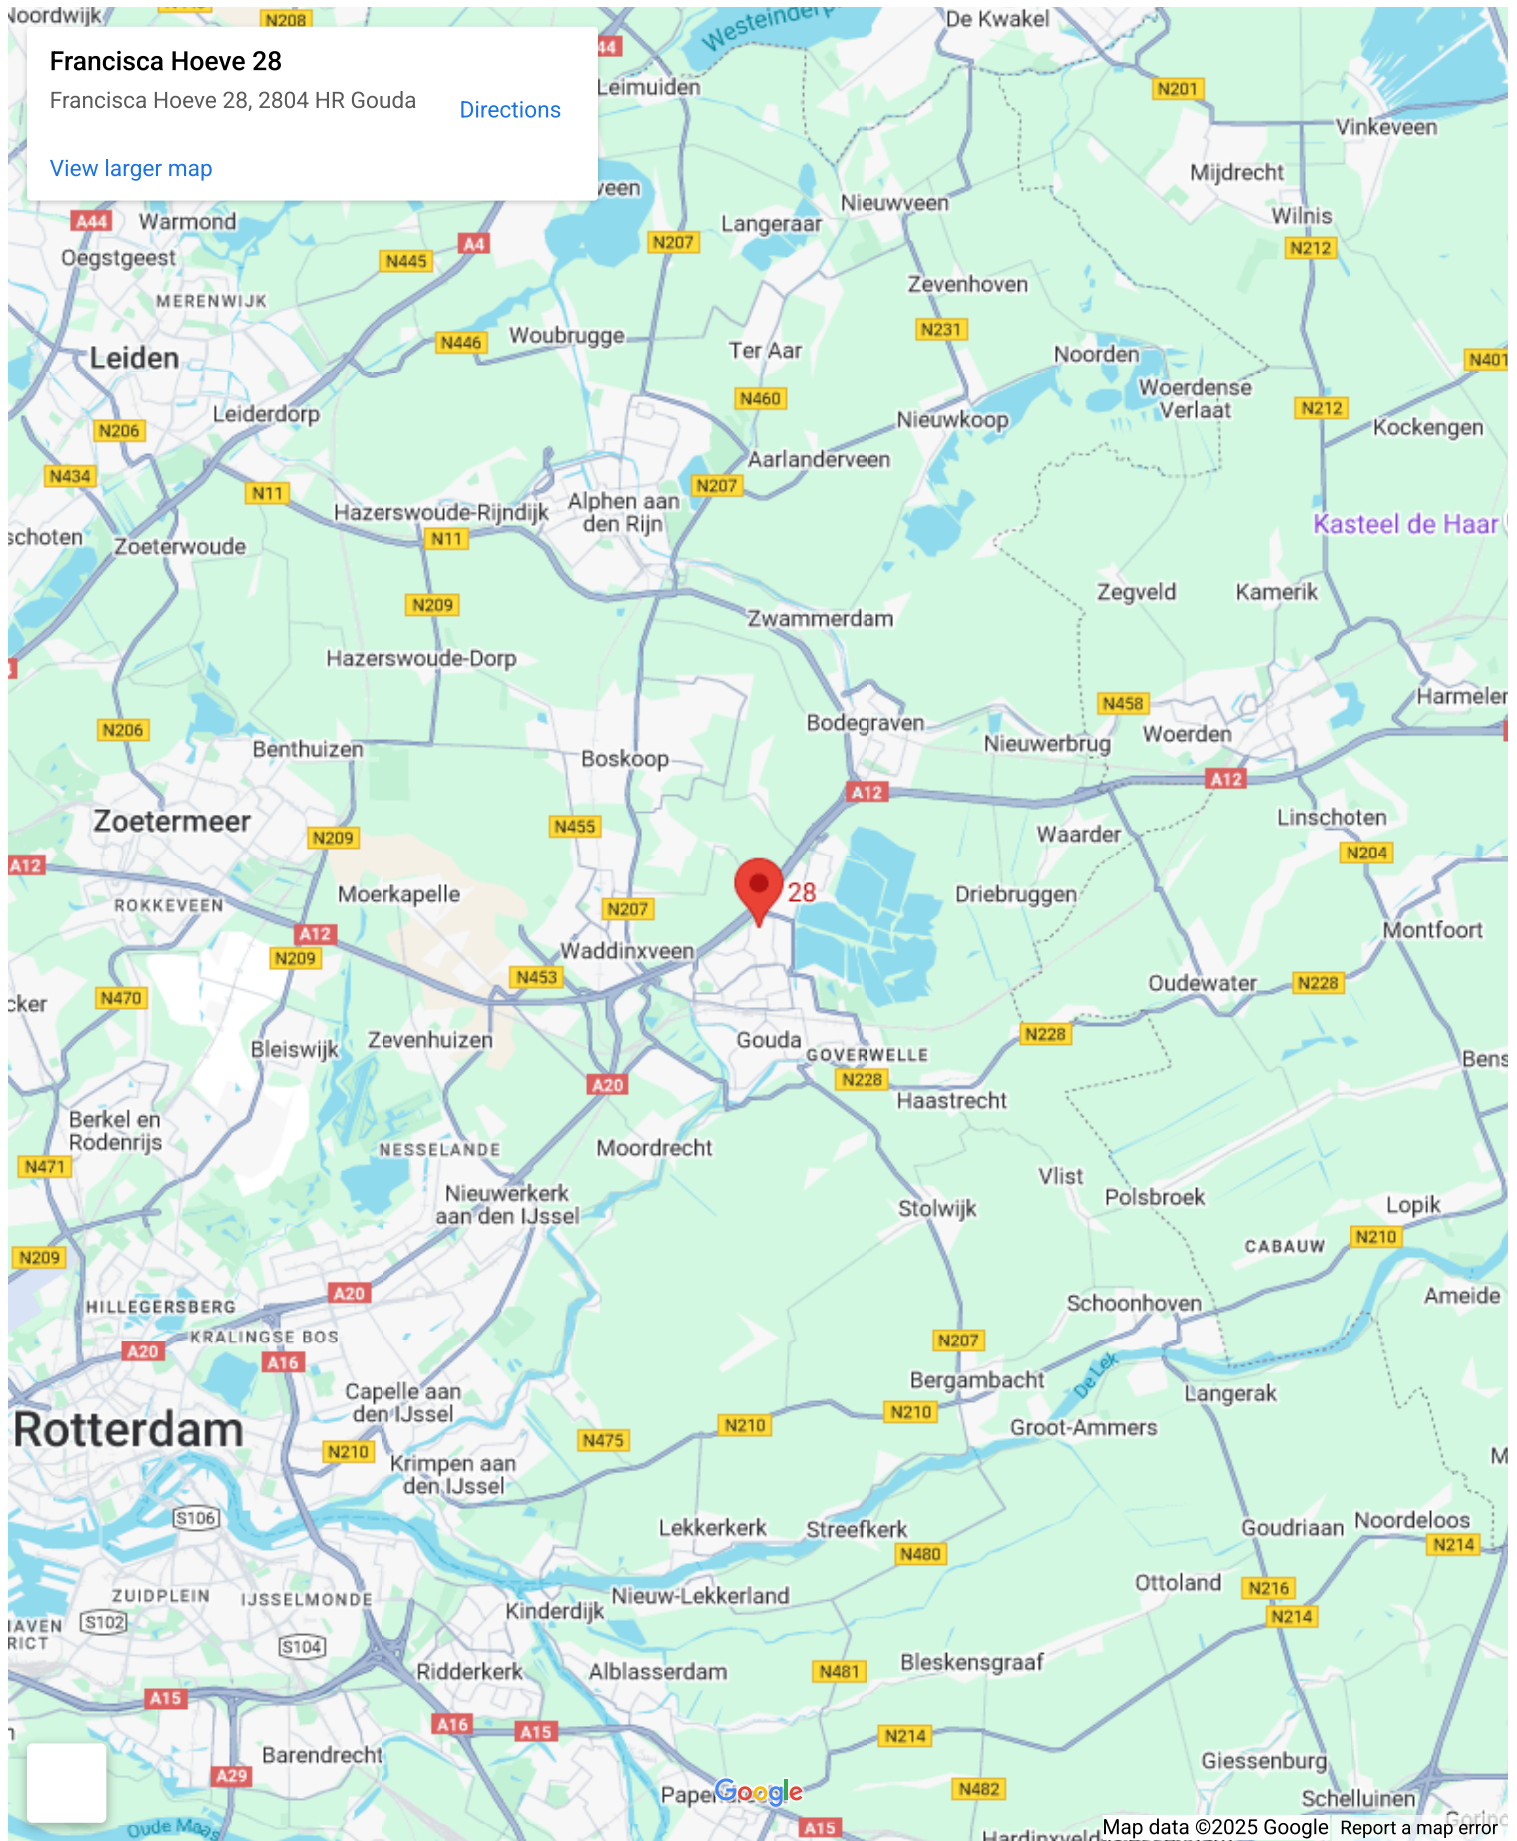 Noordwijk
N208
Westeinderp
De Kwakel
44
Francisca Hoeve 28
Francisca Hoeve 28, 2804 HR Gouda
Directions
View larger map
Leimuiden
N201
Vinkeveen
Mijdrecht
veen
Nieuwveen
A44
Warmond
Langeraar
Wilnis
A4
N207
N212
Oegstgeest
N445
Zevenhoven
MERENWIJK
N446
Woubrugge
N231
Leiden
Ter Aar
Noorden
N401
Woerdense
Verlaat
N460
N212
Leiderdorp
Nieuwkoop
Kockengen
N206
Aarlanderveen
N434
N11
N207
Hazerswoude-Rijndijk
Alphen aan
den Rijn
Kasteel de Haar
schoten
Zoeterwoude
N11
Zegveld
Kamerik
N209
Zwammerdam
Hazerswoude-Dorp
N458
Harmelen
N206
Bodegraven
Woerden
Benthuizen
Boskoop
Nieuwerbrug
A12
A12
Zoetermeer
N455
Linschoten
N209
Waarder
A12
N204
28
Moerkapelle
Driebruggen
ROKKEVEEN
N207
A12
Montfoort
N209
Waddinxveen
N453
Oudewater
N228
cker
N470
N228
Bleiswijk
Zevenhuizen
Gouda
GOVERWELLE
Bens
A20
N228
Haastrecht
Berkel en
Rodenrijs
NESSELANDE
Moordrecht
N471
Vlist
Nieuwerkerk
aan den IJssel
Polsbroek
Stolwijk
Lopik
N209
CABAUW
N210
A20
Ameide
HILLEGERSBERG
Schoonhoven
KRALINGSE BOS
A20
N207
A16
De Lek
Bergambacht
Capelle aan
den IJssel
Langerak
N210
N210
Rotterdam
Groot-Ammers
N475
N210
Krimpen aan
den IJssel
S106
Lekkerkerk
Streefkerk
Goudriaan
Noordeloos
N480
N214
ZUIDPLEIN
IJSSELMONDE
Nieuw-Lekkerland
Ottoland
N216
HAVEN
RICT
S102
Kinderdijk
N214
S104
Ridderkerk
Alblasserdam
N481
Bleskensgraaf
A15
A16
A15
N214
Barendrecht
Giessenburg
A29
Google
N482
Schelluinen
Oude Maas
A15
Map data ©2025 Google
Report a map error